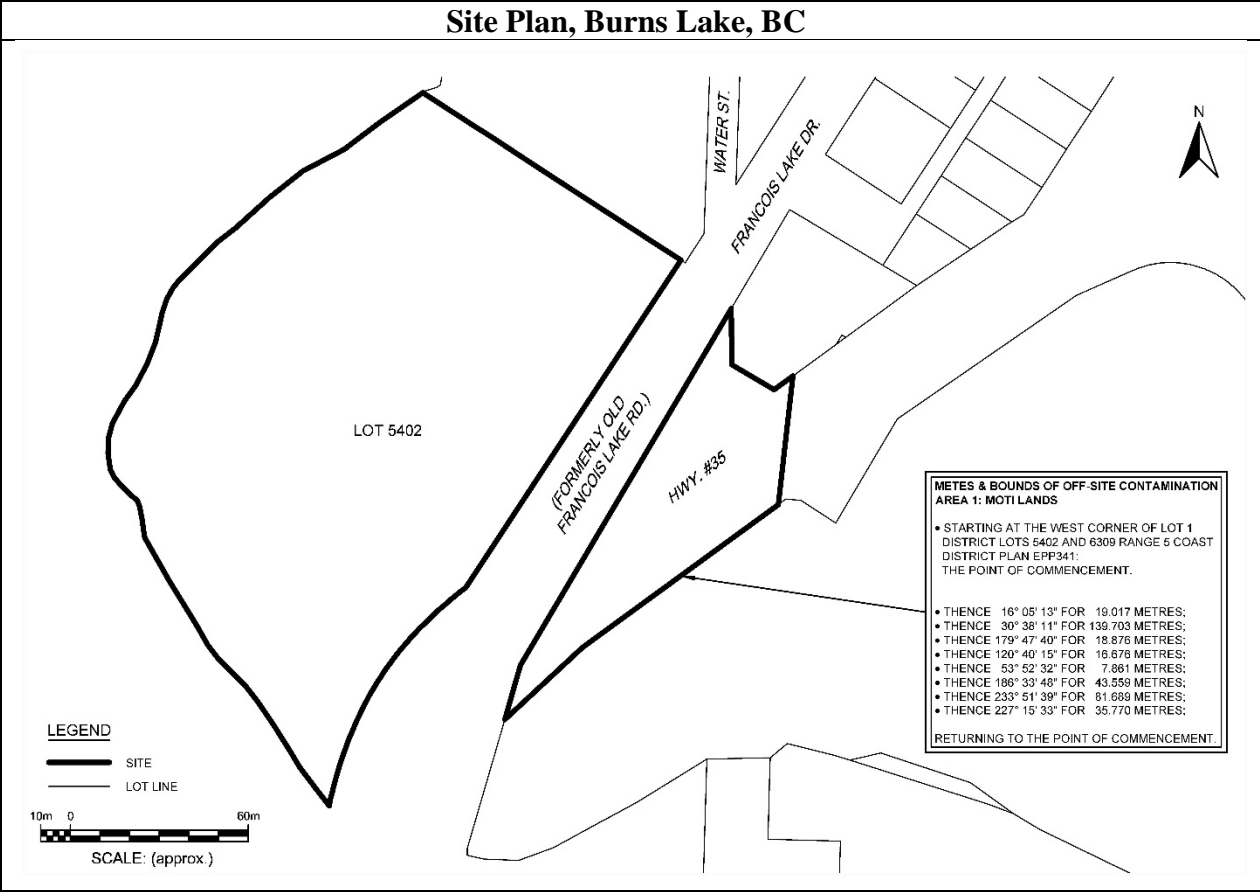 Site Plan, Burns Lake, BC
N
WATER ST.
FRANCOIS LAKE DR.
LOT 5402
(FORMERLY OLD
FRANCOIS LAKE RD.)
HWY. #35
METES & BOUNDS OF OFF-SITE CONTAMINATION
AREA 1: MOTI LANDS
• STARTING AT THE WEST CORNER OF LOT 1
DISTRICT LOTS 5402 AND 6309 RANGE 5 COAST
DISTRICT PLAN EPP341:
THE POINT OF COMMENCEMENT.
• THENCE 16° 05' 13" FOR 19.017 METRES;
• THENCE 30° 38' 11" FOR 139.703 METRES;
• THENCE 179° 47' 40" FOR 18.876 METRES;
• THENCE 120° 40' 15" FOR 16.676 METRES;
• THENCE 53° 52' 32" FOR 7.861 METRES;
• THENCE 186° 33' 48" FOR 43.559 METRES;
• THENCE 233° 51' 39" FOR 81.689 METRES;
• THENCE 227° 15' 33" FOR 35.770 METRES;
RETURNING TO THE POINT OF COMMENCEMENT.
LEGEND
SITE
LOT LINE
10m 0 60m
SCALE: (approx.)